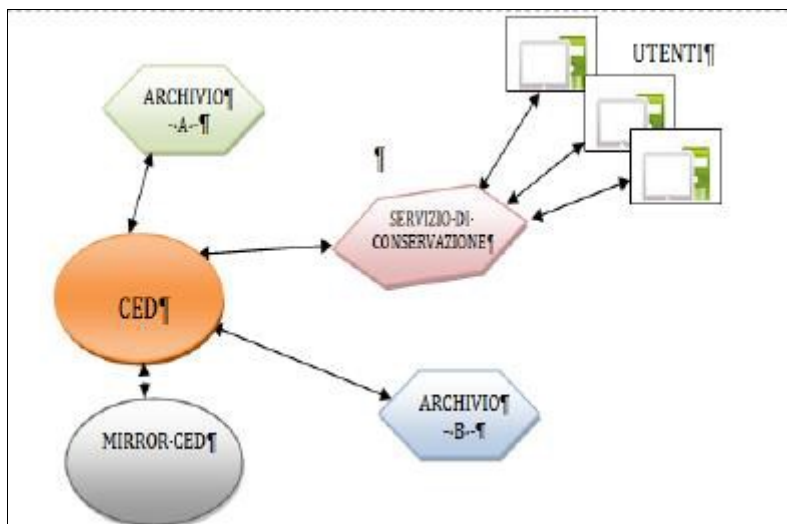 UTENTI¶
ARCHIVIO¶
--A--¶
¶
SERVIZIO·DI·
CONSERVAZIONE¶
CED¶
ARCHIVIO¶
--B--¶
MIRROR·CED¶